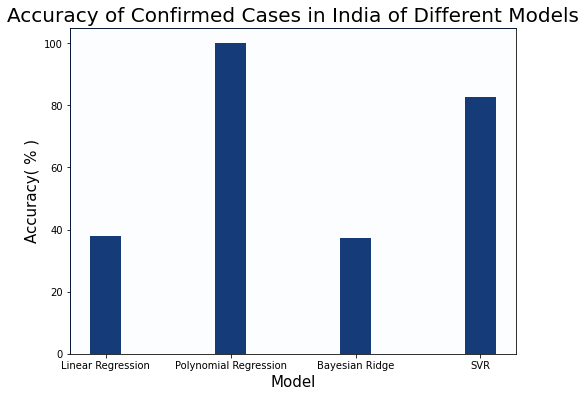 Accuracy of Confirmed Cases in India of Different Models
Accuracy( % )
100
80
60
40
20
0
Linear Regression Polynomial Regression Bayesian Ridge SVR
Model